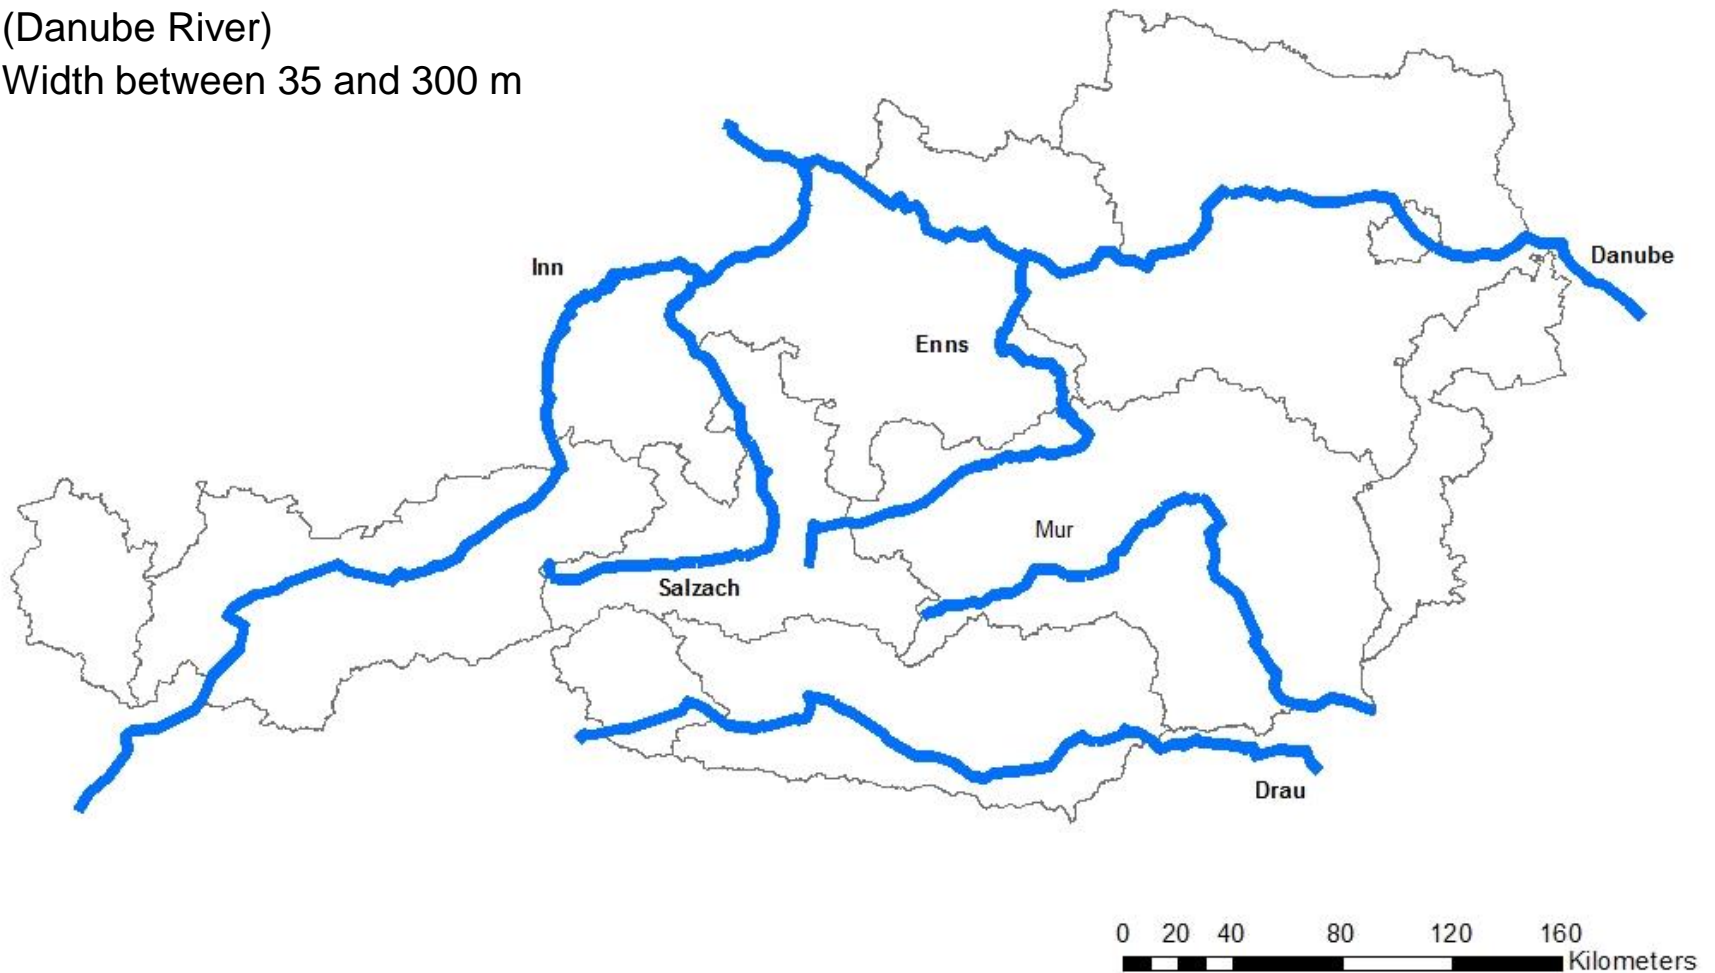 (Danube River)
Width between 35 and 300 m
Inn
Danube
Enns
Mur
Salzach
Drau
0 20 40 80 120 160
Kilometers